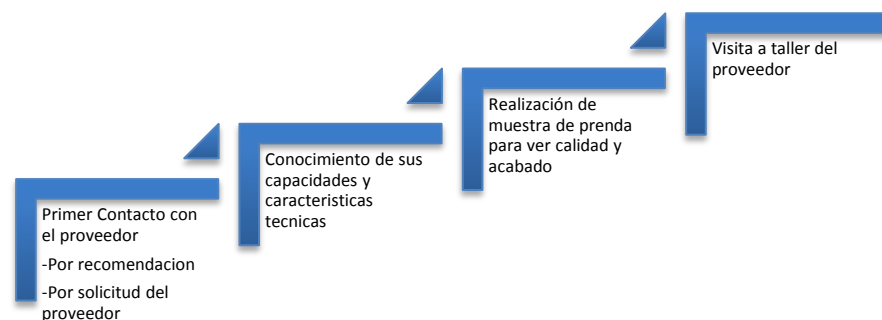 Primer Contacto con
el proveedor
-Por recomendacion
-Por solicitud del
proveedor
Conocimiento de sus
capacidades y
caracteristicas
tecnicas
Realización de
muestra de prenda
para ver calidad y
acabado
Visita a taller del
proveedor